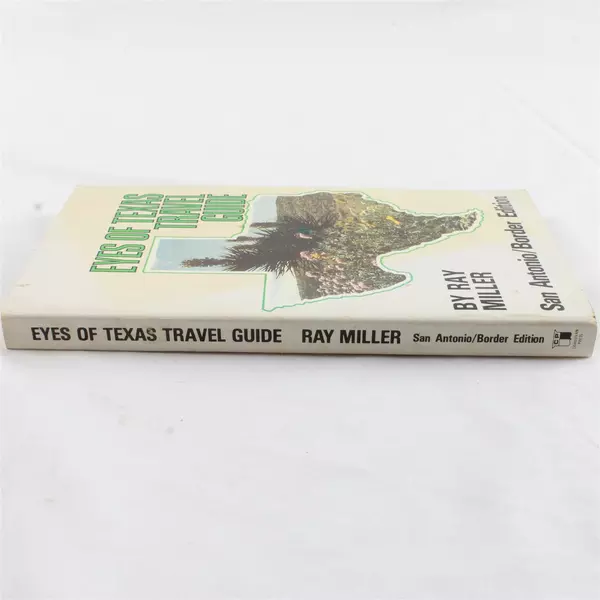 EYES OF TEXAS
TRAVEL
GUIDE
BY RAY
MILLER
San Antonio/Border Edition
EYES OF TEXAS TRAVEL GUIDE RAY MILLER San Antonio/Border Edition